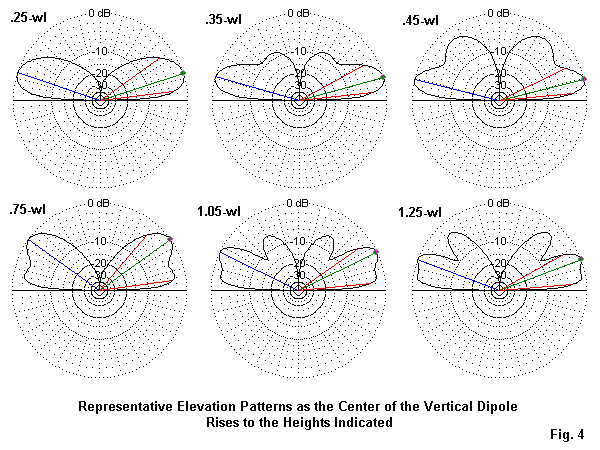 .25-wl
0 dB
-10
-20
30
.35-wl
0 dB
-10
-20
30
.45-wl
0 dB
-10
-20
30
.75-wl
0 dB
-10
-20
30
1.05-wl
0 dB
-10
-20
30
1.25-wl
0 dB
-10
-20
30
Representative Elevation Patterns as the Center of the Vertical Dipole
Rises to the Heights Indicated
Fig. 4